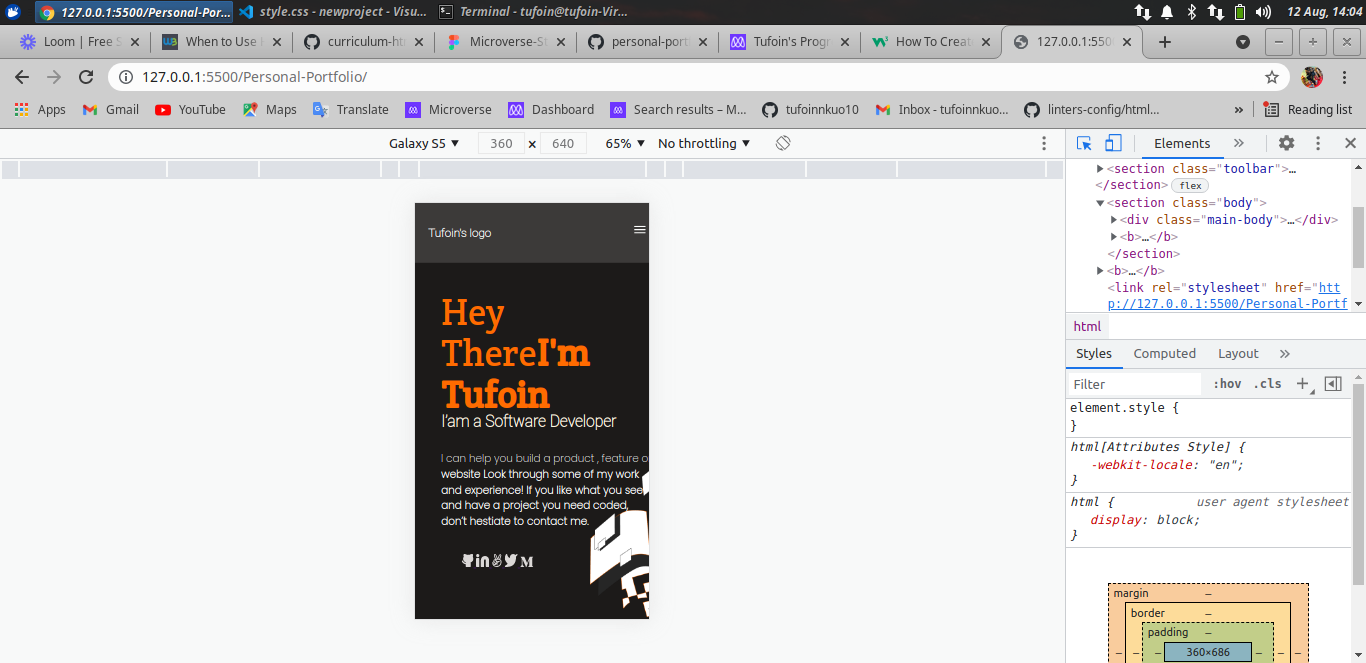 127.0.0.1:5500/Personal-Por... style.css - newproject - Visu... Terminal - tufoin@tufoin-Vir... 12 Aug, 14:04
Loom | Free S When to Use curriculum-ht Microverse-St personal-port Tufoin's Progr How To Create 127.0.0.1:550
127.0.0.1:5500/Personal-Portfolio/
Apps Gmail YouTube Maps Translate Microverse Dashboard Search results – M... tufoinnkuo10 Inbox - tufoinnkuo... linters-config/html... » Reading list
Galaxy S5 ▼ 360 × 640 65% ▼ No throttling ▼
Elements »
<section class="toolbar">…
</section> flex
<section class="body">
<div class="main-body">…</div>
<b>…</b>
</section>
<b>…</b>
<link rel="stylesheet" href="htt
p://127.0.0.1:5500/Personal-Portf
html
Styles Computed Layout »
Filter :hov .cls +
element.style {
}
html[Attributes Style] {
-webkit-locale: "en";
}
html { user agent stylesheet
display: block;
}
margin –
border –
padding –
– – – 360×686 – – –
Tufoin's logo
Hey
ThereI'm
Tufoin
I'am a Software Developer
I can help you build a product , feature o
website Look through some of my work
and experience! If you like what you see
and have a project you need coded,
don't hestiate to contact me.